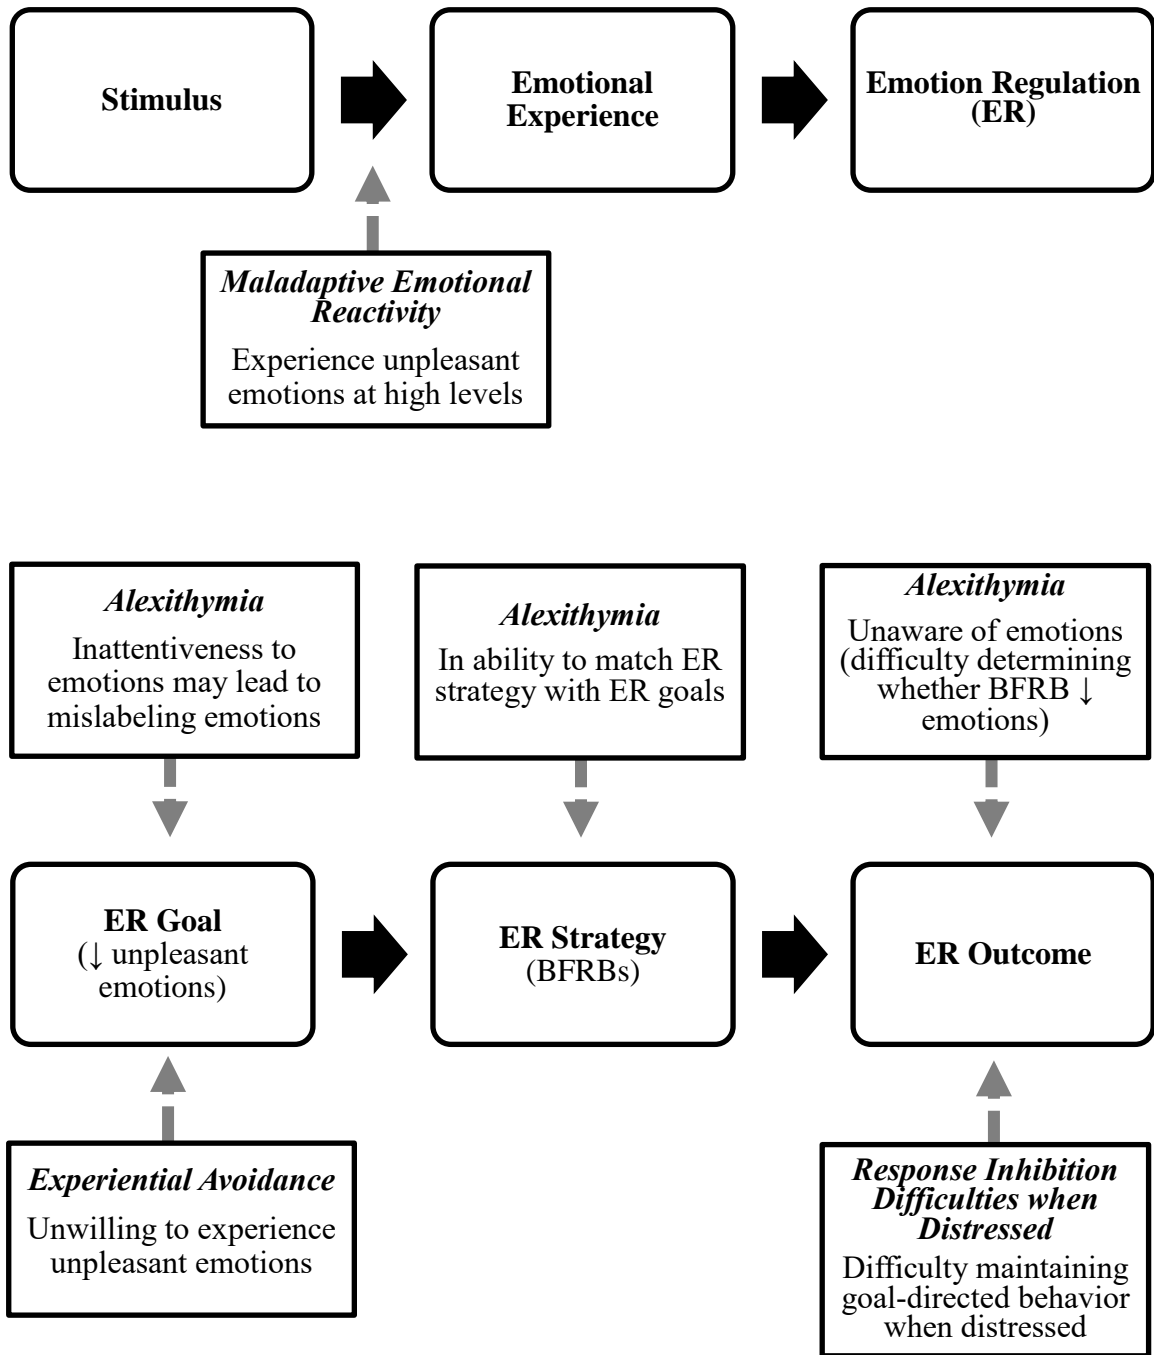 Stimulus
Emotional
Experience
Emotion Regulation
(ER)
Maladaptive Emotional
Reactivity
Experience unpleasant
emotions at high levels
Alexithymia
Inattentiveness to
emotions may lead to
mislabeling emotions
Alexithymia
In ability to match ER
strategy with ER goals
Alexithymia
Unaware of emotions
(difficulty determining
whether BFRB ↓
emotions)
ER Goal
(↓ unpleasant
emotions)
ER Strategy
(BFRBs)
ER Outcome
Experiential Avoidance
Unwilling to experience
unpleasant emotions
Response Inhibition
Difficulties when
Distressed
Difficulty maintaining
goal-directed behavior
when distressed